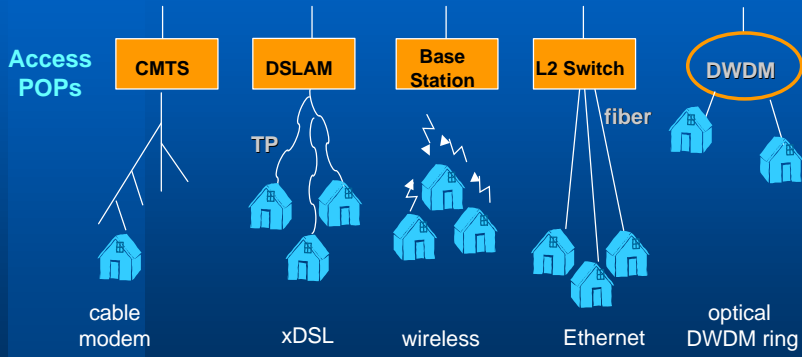 Access
POPs
CMTS
DSLAM
Base
Station
L2 Switch
DWDM
TP
fiber
cable
modem
xDSL
wireless
Ethernet
optical
DWDM ring